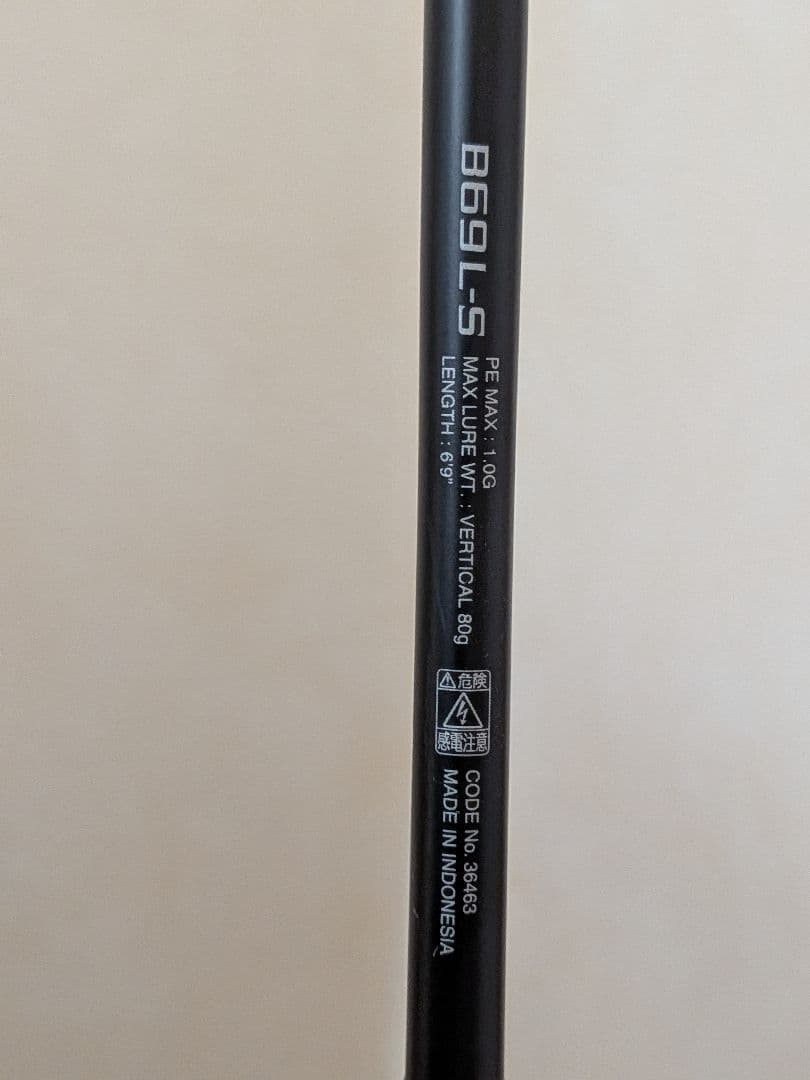 B69L-S
PE MAX : 1.0G
MAX LURE WT. : VERTICAL 80g
LENGTH : 6'9"
⚠危険
感電注意
CODE No. 36463
MADE IN INDONESIA